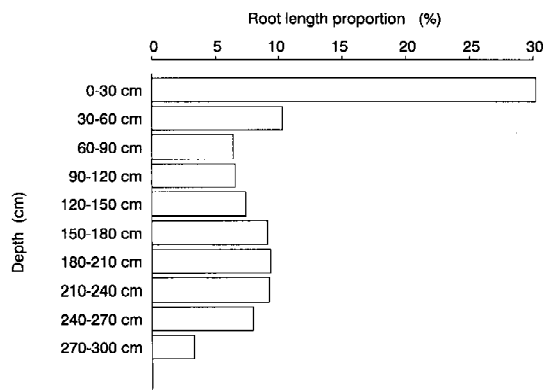 Root length proportion (%)
0 5 10 15 20 25 30
Depth (cm)
0-30 cm
30-60 cm
60-90 cm
90-120 cm
120-150 cm
150-180 cm
180-210 cm
210-240 cm
240-270 cm
270-300 cm